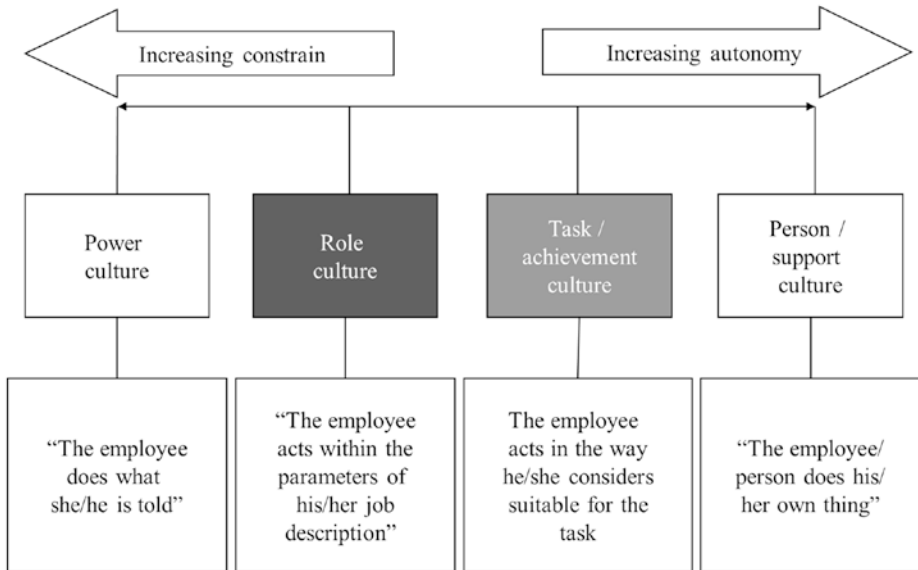 Increasing constrain
Increasing autonomy
Power
culture
Role
culture
Task /
achievement
culture
Person /
support
culture
“The employee
does what
she/he is told”
“The employee
acts within the
parameters of
his/her job
description”
The employee
acts in the way
he/she considers
suitable for the
task
“The employee/
person does his/
her own thing”